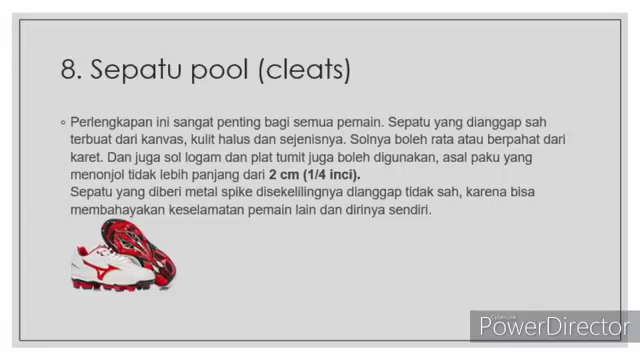 8. Sepatu pool (cleats)
Perlengkapan ini sangat penting bagi semua pemain. Sepatu yang dianggap sah
terbuat dari kanvas, kulit halus dan sejenisnya. Solnya boleh rata atau berpahat dari
karet. Dan juga sol logam dan plat tumit juga boleh digunakan, asal paku yang
menonjol tidak lebih panjang dari 2 cm (1/4 inci).
Sepatu yang diberi metal spike disekelilingnya dianggap tidak sah, karena bisa
membahayakan keselamatan pemain lain dan dirinya sendiri.
CyberLink
PowerDirector